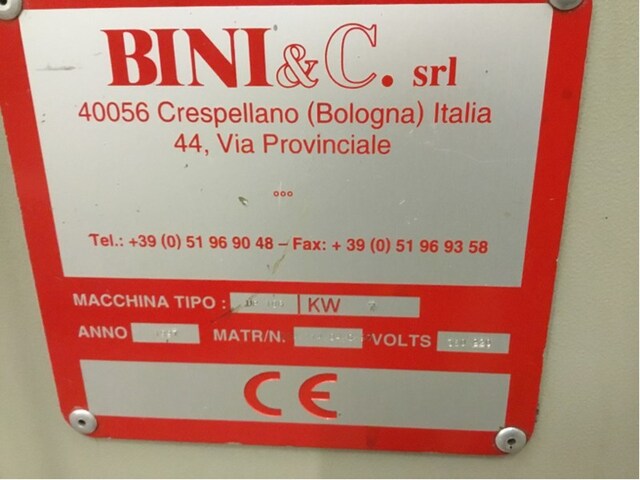 BINI & C. srl
40056 Crespellano (Bologna) Italia
44, Via Provinciale
°°°
Tel.: +39 (0) 51 96 90 48 – Fax: + 39 (0) 51 96 93 58
MACCHINA TIPO : KW
ANNO MATR/N. VOLTS
CE